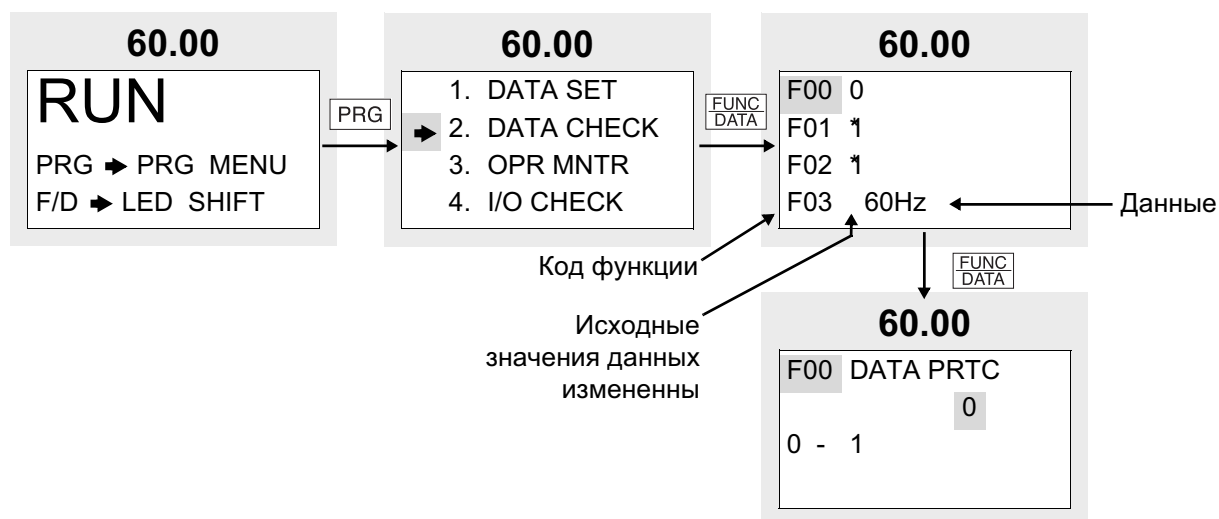 60.00
RUN
PRG ➧ PRG MENU
F/D ➧ LED SHIFT
PRG
60.00
1. DATA SET
➧ 2. DATA CHECK
3. OPR MNTR
4. I/O CHECK
FUNC
DATA
60.00
F00 0
F01 *1
F02 *1
F03 60Hz
Данные
Код функции
Исходные
значения данных
измененны
FUNC
DATA
60.00
F00 DATA PRTC
0
0 - 1